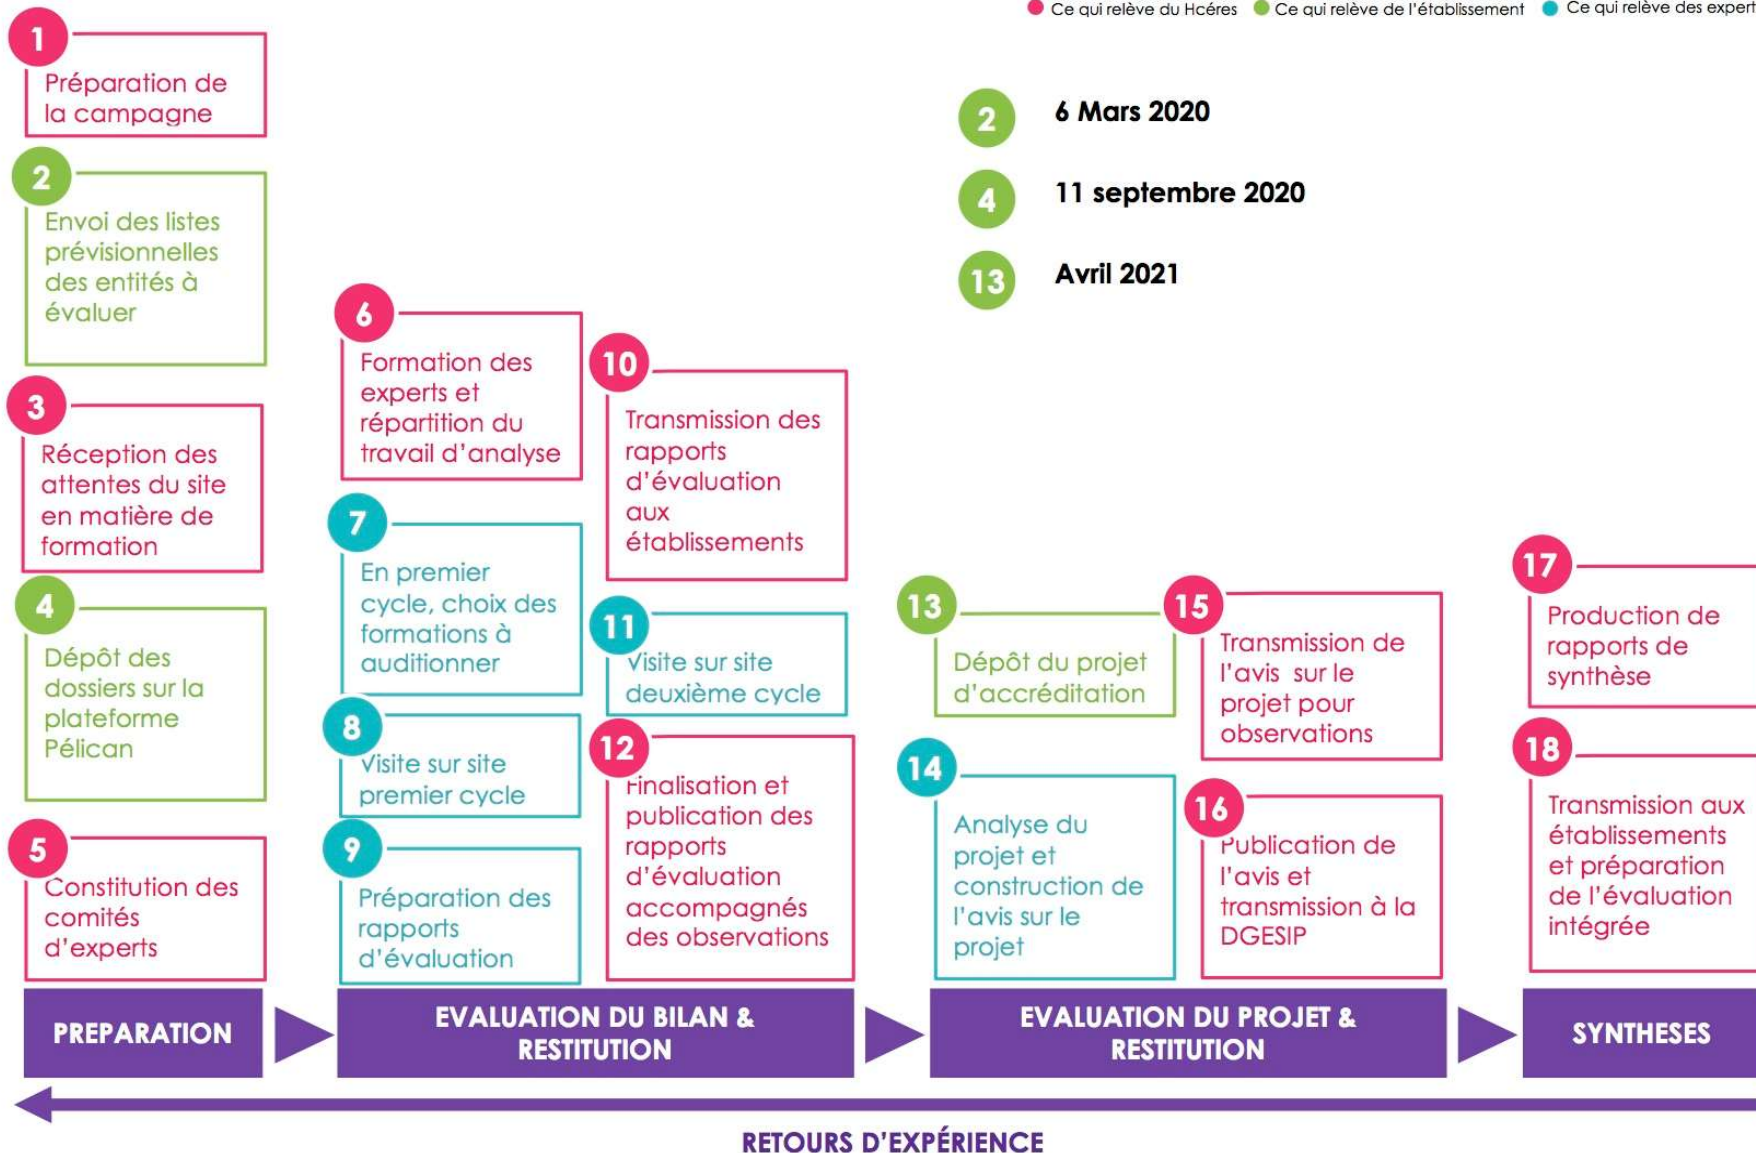 Ce qui relève du Hcéres
Ce qui relève de l'établissement
Ce qui relève des expert
1
Préparation de
la campagne
2
Envoi des listes
prévisionnelles
des entités à
évaluer
3
Réception des
attentes du site
en matière de
formation
4
Dépôt des
dossiers sur la
plateforme
Pélican
5
Constitution des
comités
d'experts
2
6 Mars 2020
4
11 septembre 2020
13
Avril 2021
6
Formation des
experts et
répartition du
travail d'analyse
7
En premier
cycle, choix des
formations à
auditionner
8
Visite sur site
premier cycle
9
Préparation des
rapports
d'évaluation
10
Transmission des
rapports
d'évaluation
aux
établissements
11
Visite sur site
deuxième cycle
12
Finalisation et
publication des
rapports
d'évaluation
accompagnés
des observations
13
Dépôt du projet
d'accréditation
14
Analyse du
projet et
construction de
l'avis sur le
projet
15
Transmission de
l'avis sur le
projet pour
observations
16
Publication de
l'avis et
transmission à la
DGESIP
17
Production de
rapports de
synthèse
18
Transmission aux
établissements
et préparation
de l'évaluation
intégrée
PREPARATION
EVALUATION DU BILAN &
RESTITUTION
EVALUATION DU PROJET &
RESTITUTION
SYNTHESES
RETOURS D'EXPÉRIENCE